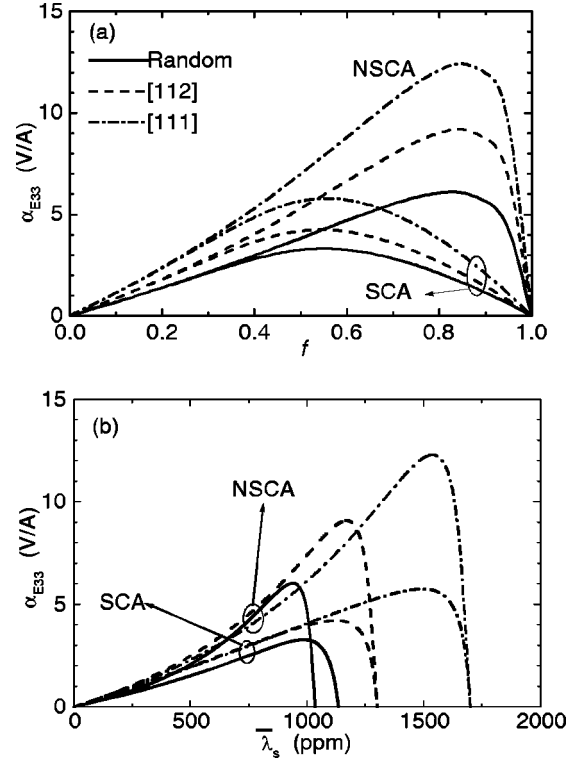 (a)
Random
[112]
[111]
NSCA
SCA
α_E33 (V/A)
15
10
5
0
0.0 0.2 0.4 0.6 0.8 1.0
f
(b)
NSCA
SCA
α_E33 (V/A)
15
10
5
0
0 500 1000 1500 2000
λ̄_s (ppm)